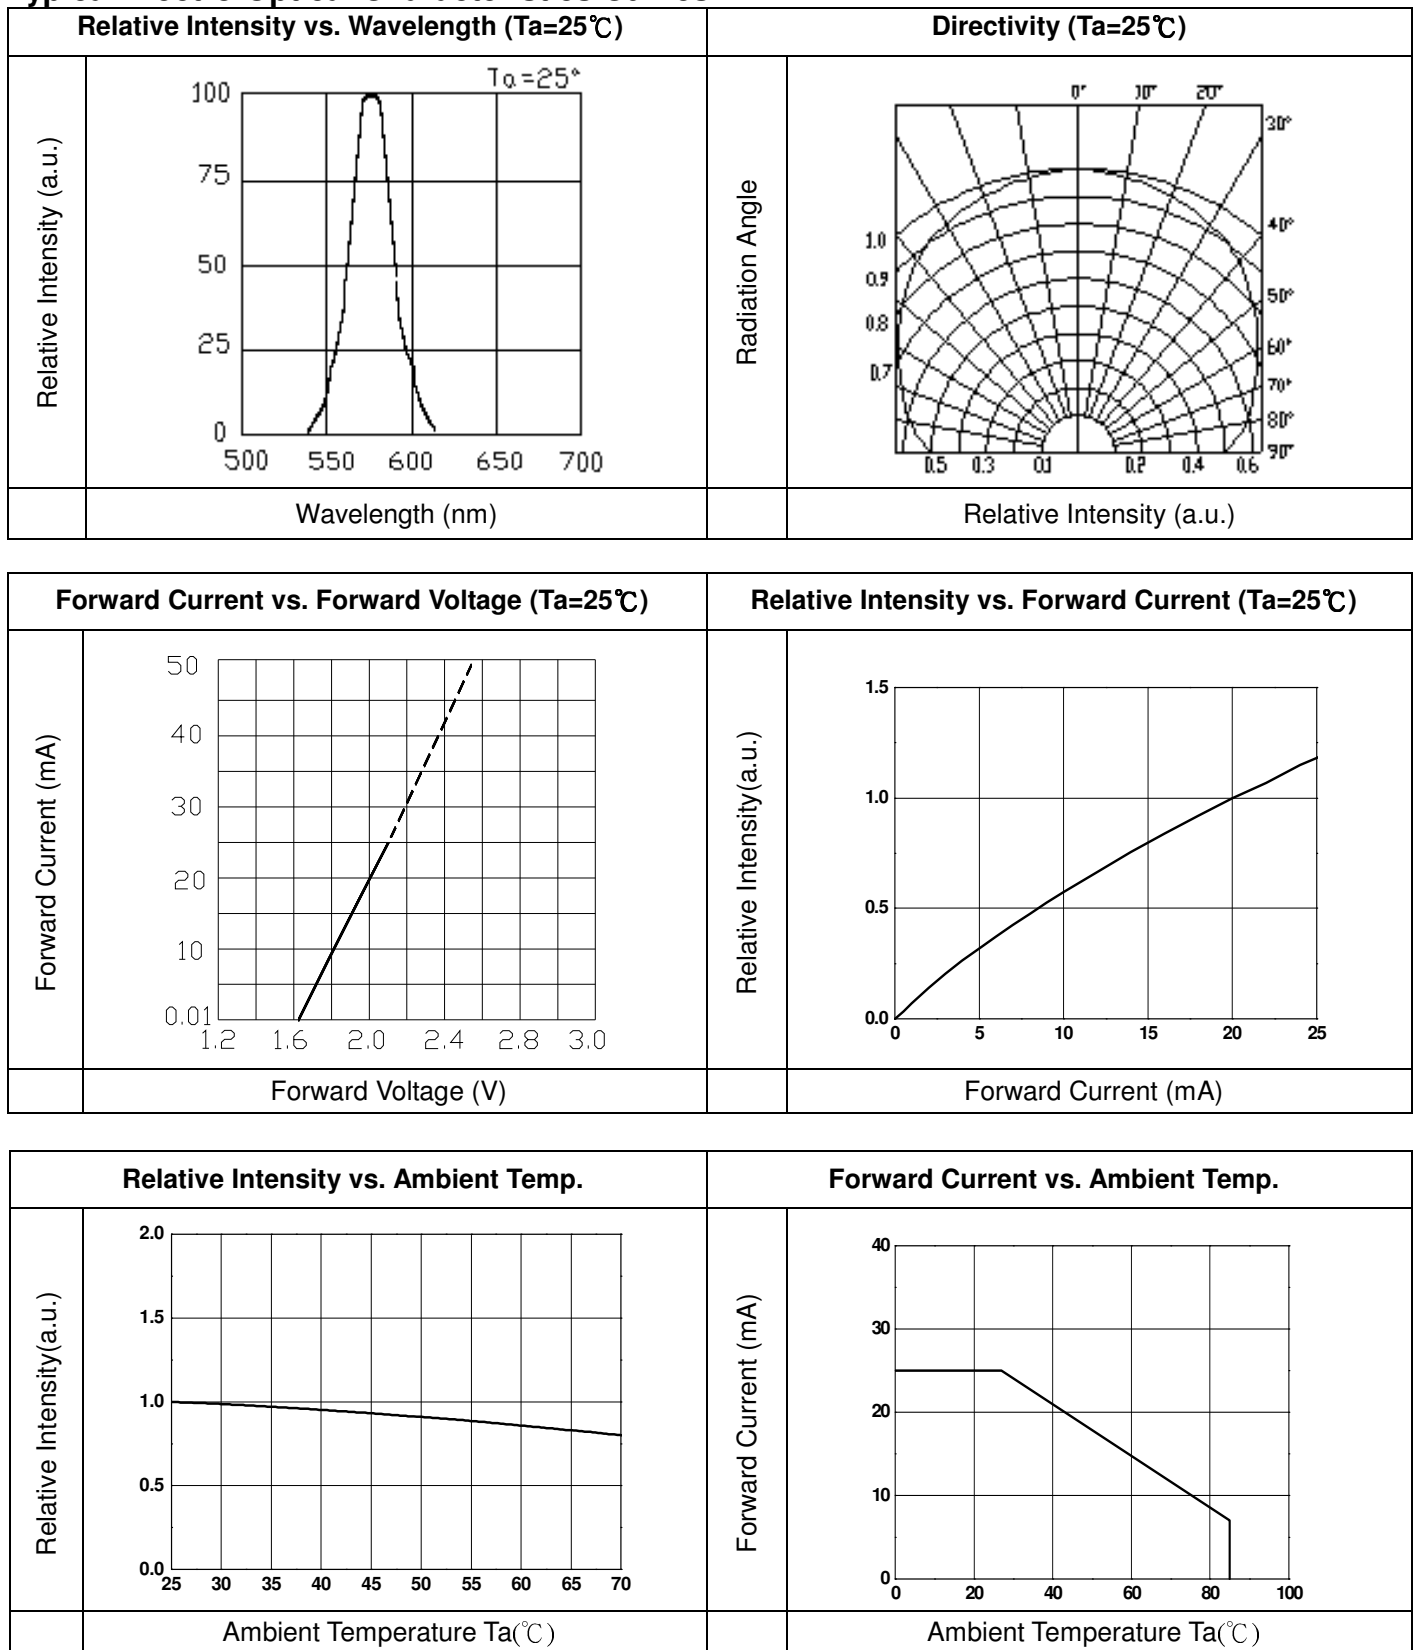 Relative Intensity vs. Wavelength (Ta=25℃)
Directivity (Ta=25℃)
Relative Intensity (a.u.)
Ta=25°
100
75
50
25
0
500 550 600 650 700
Wavelength (nm)
Radiation Angle
0° 10° 20°
30°
40°
50°
60°
70°
80°
90°
1.0
0.9
0.8
0.7
0.5 0.3 0.1 0.2 0.4 0.6
Relative Intensity (a.u.)
Forward Current vs. Forward Voltage (Ta=25℃)
Relative Intensity vs. Forward Current (Ta=25℃)
Forward Current (mA)
50
40
30
20
10
0.01
1.2 1.6 2.0 2.4 2.8 3.0
Forward Voltage (V)
Relative Intensity(a.u.)
1.5
1.0
0.5
0.0
0 5 10 15 20 25
Forward Current (mA)
Relative Intensity vs. Ambient Temp.
Forward Current vs. Ambient Temp.
Relative Intensity(a.u.)
2.0
1.5
1.0
0.5
0.0
25 30 35 40 45 50 55 60 65 70
Ambient Temperature Ta(℃)
Forward Current (mA)
40
30
20
10
0
0 20 40 60 80 100
Ambient Temperature Ta(℃)